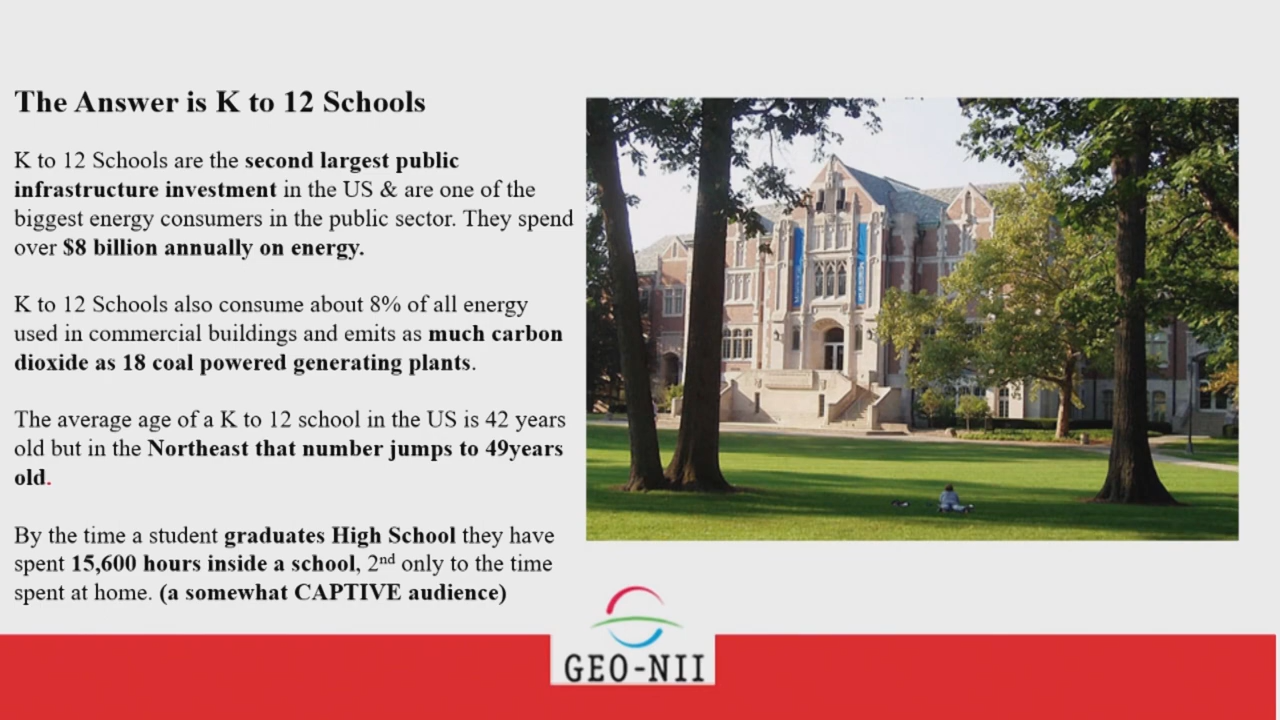 The Answer is K to 12 Schools
K to 12 Schools are the second largest public
infrastructure investment in the US & are one of the
biggest energy consumers in the public sector. They spend
over $8 billion annually on energy.
K to 12 Schools also consume about 8% of all energy
used in commercial buildings and emits as much carbon
dioxide as 18 coal powered generating plants.
The average age of a K to 12 school in the US is 42 years
old but in the Northeast that number jumps to 49years
old.
By the time a student graduates High School they have
spent 15,600 hours inside a school, 2nd only to the time
spent at home. (a somewhat CAPTIVE audience)
GEO-NII